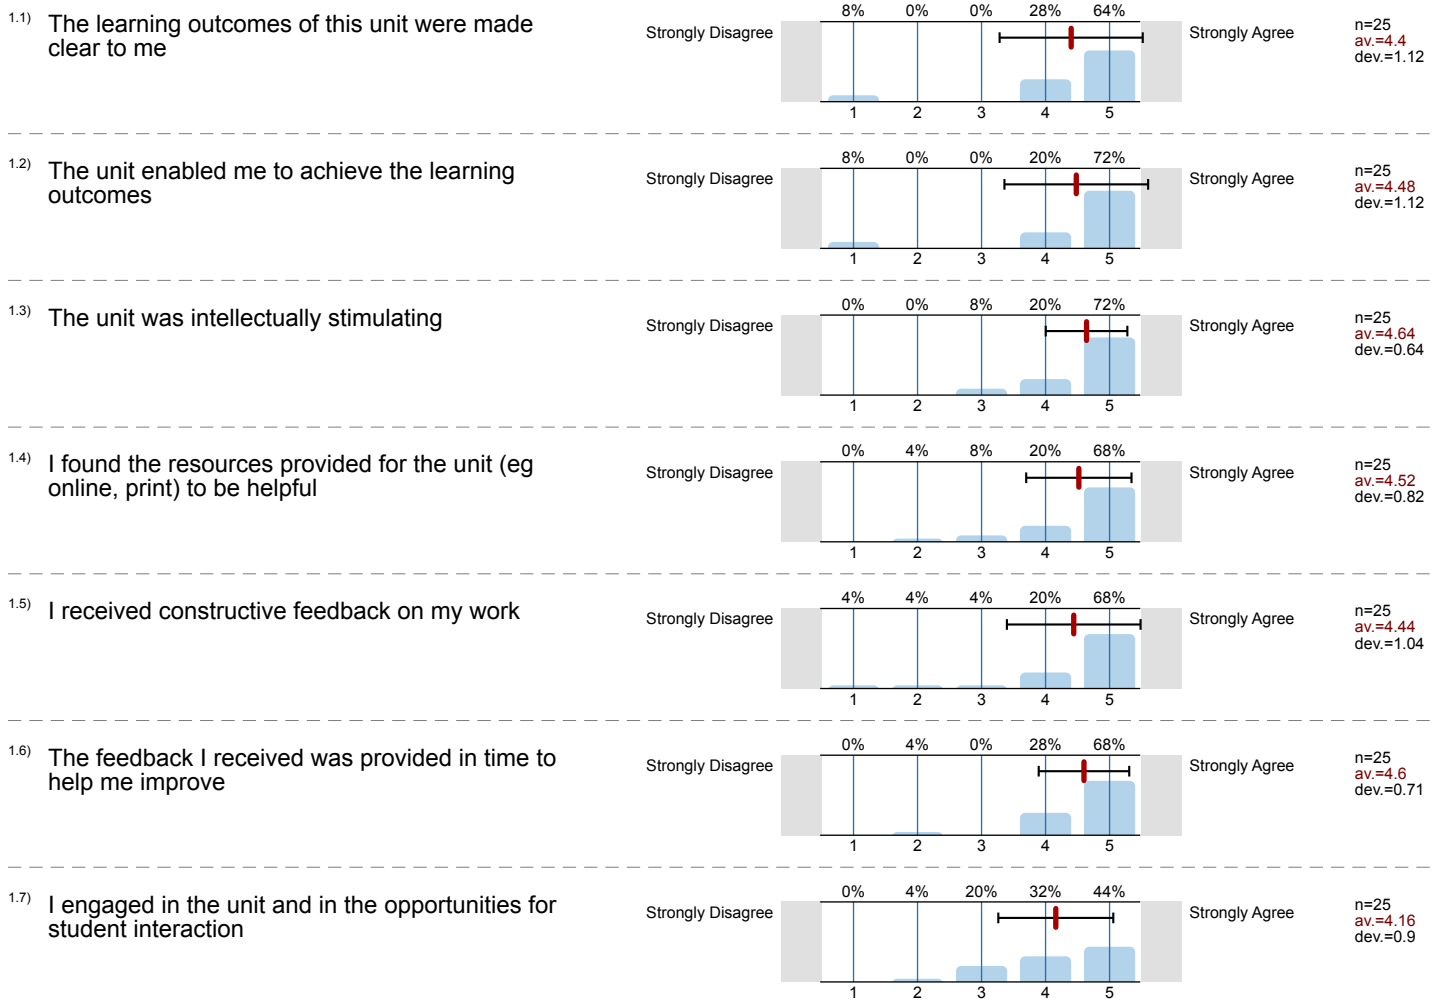 1.1) The learning outcomes of this unit were made
clear to me
8% 0% 0% 28% 64%
Strongly Disagree Strongly Agree
1 2 3 4 5
n=25
av.=4.4
dev.=1.12
1.2) The unit enabled me to achieve the learning
outcomes
8% 0% 0% 20% 72%
Strongly Disagree Strongly Agree
1 2 3 4 5
n=25
av.=4.48
dev.=1.12
1.3) The unit was intellectually stimulating
0% 0% 8% 20% 72%
Strongly Disagree Strongly Agree
1 2 3 4 5
n=25
av.=4.64
dev.=0.64
1.4) I found the resources provided for the unit (eg
online, print) to be helpful
0% 4% 8% 20% 68%
Strongly Disagree Strongly Agree
1 2 3 4 5
n=25
av.=4.52
dev.=0.82
1.5) I received constructive feedback on my work
4% 4% 4% 20% 68%
Strongly Disagree Strongly Agree
1 2 3 4 5
n=25
av.=4.44
dev.=1.04
1.6) The feedback I received was provided in time to
help me improve
0% 4% 0% 28% 68%
Strongly Disagree Strongly Agree
1 2 3 4 5
n=25
av.=4.6
dev.=0.71
1.7) I engaged in the unit and in the opportunities for
student interaction
0% 4% 20% 32% 44%
Strongly Disagree Strongly Agree
1 2 3 4 5
n=25
av.=4.16
dev.=0.9